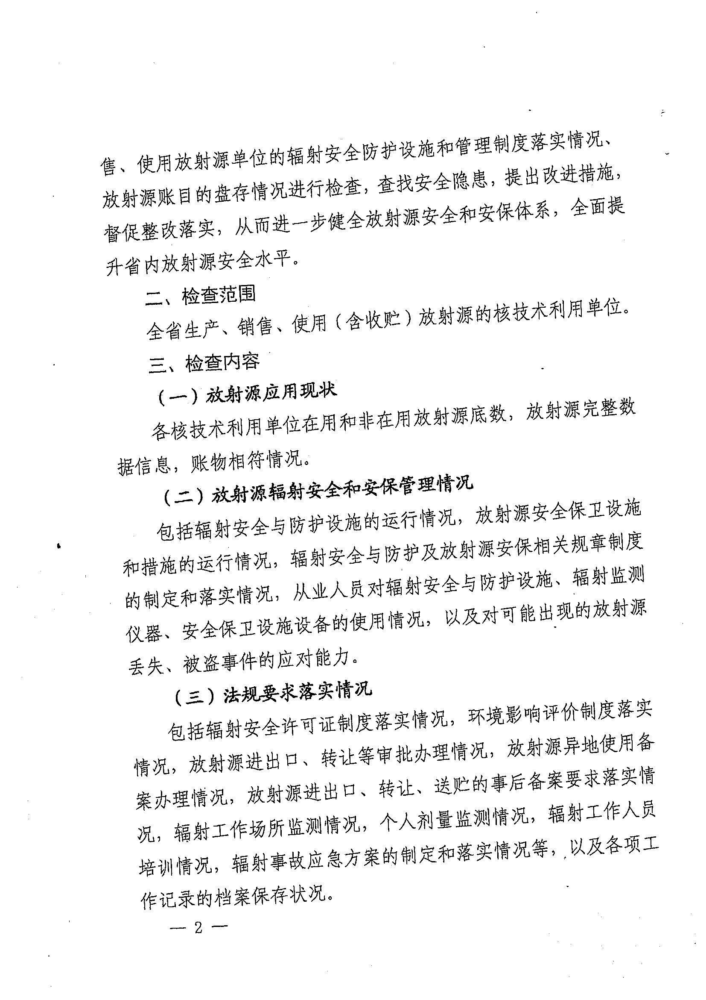 售、使用放射源单位的辐射安全防护设施和管理制度落实情况、
放射源账目的盘存情况进行检查，查找安全隐患，提出改进措施，
督促整改落实，从而进一步健全放射源安全和安保体系，全面提
升省内放射源安全水平。
二、检查范围
全省生产、销售、使用（含收贮）放射源的核技术利用单位。
三、检查内容
（一）放射源应用现状
各核技术利用单位在用和非在用放射源底数，放射源完整数
据信息，账物相符情况。
（二）放射源辐射安全和安保管理情况
包括辐射安全与防护设施的运行情况，放射源安全保卫设施
和措施的运行情况，辐射安全与防护及放射源安保相关规章制度
的制定和落实情况，从业人员对辐射安全与防护设施、辐射监测
仪器、安全保卫设施设备的使用情况，以及对可能出现的放射源
丢失、被盗事件的应对能力。
（三）法规要求落实情况
包括辐射安全许可证制度落实情况，环境影响评价制度落实
情况，放射源进出口、转让等审批办理情况，放射源异地使用备
案办理情况，放射源进出口、转让、送贮的事后备案要求落实情
况，辐射工作场所监测情况，个人剂量监测情况，辐射工作人员
培训情况，辐射事故应急方案的制定和落实情况等，以及各项工
作记录的档案保存状况。
— 2 —